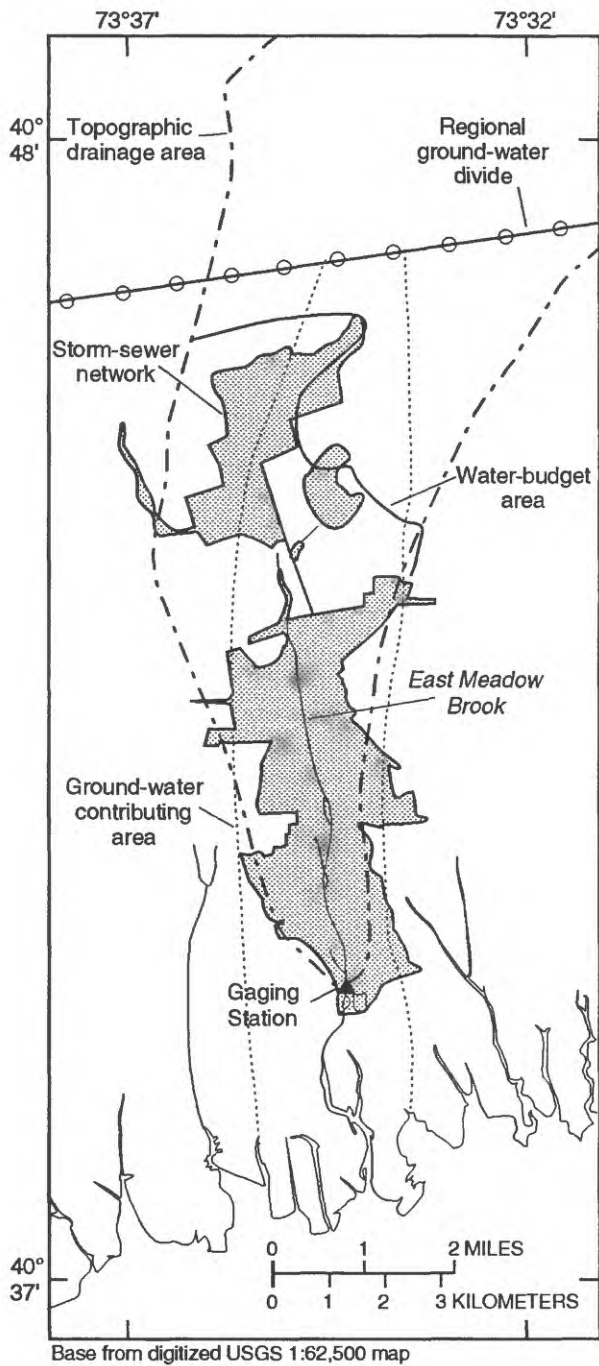 73°37'
73°32'
40°
48'
Topographic
drainage area
Regional
ground-water
divide
Storm-sewer
network
Water-budget
area
East Meadow
Brook
Ground-water
contributing
area
Gaging
Station
0 1 2 MILES
0 1 2 3 KILOMETERS
40°
37'
Base from digitized USGS 1:62,500 map